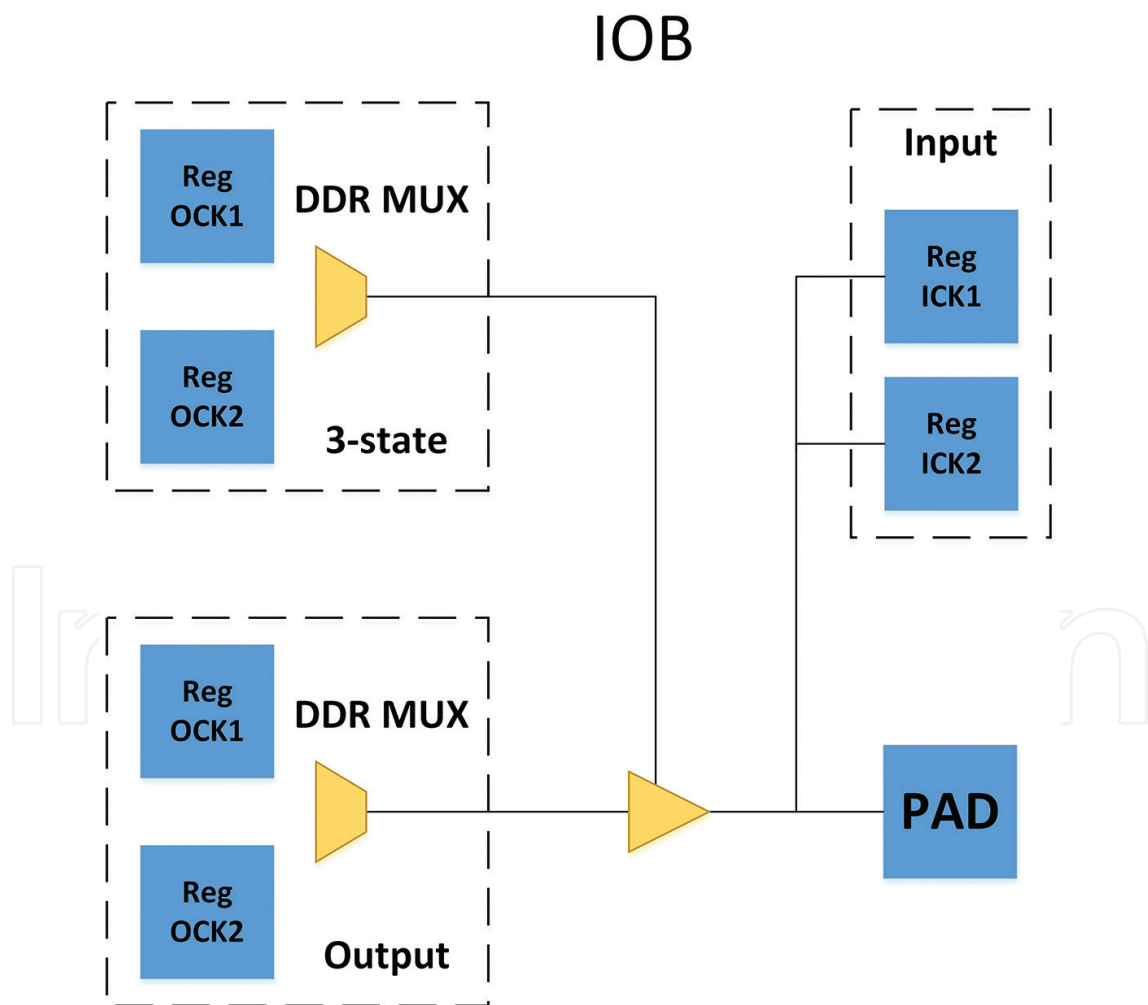 IOB
Reg
OCK1
DDR MUX
Reg
OCK2
3-state
Input
Reg
ICK1
Reg
ICK2
Reg
OCK1
DDR MUX
Reg
OCK2
Output
PAD